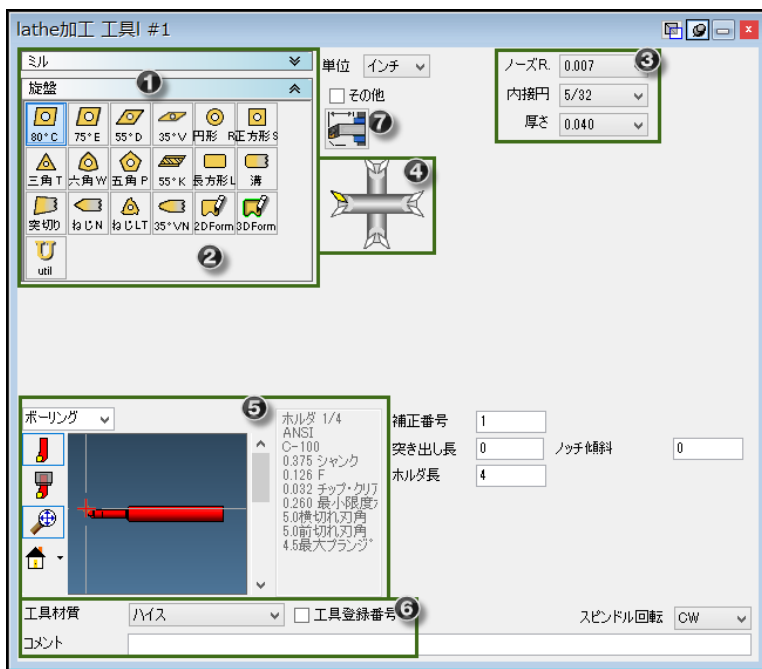 lathe加工 工具l #1
ミル
旋盤
1
80°C 75°E 55°D 35°V 円形 R 正方形 S
三角 T 六角 W 五角 P 55°K 長方形 L 溝
突切り ねじN ねじLT 35°VN 2DForm 3DForm
util
2
単位 インチ
その他
7
4
ノーズR. 0.007
3
内接円 5/32
厚さ 0.040
ボーリング
5
ホルダ 1/4
ANSI
C-100
0.375 シャンク
0.126 F
0.032 チップ・クリア
0.260 最小限度
5.0横切れ刃角
5.0前切れ刃角
4.5最大プランジ
補正番号 1
突き出し長 0 ノッチ傾斜 0
ホルダ長 4
工具材質 ハイス 工具登録番号 6
スピンドル回転 CW
コメント